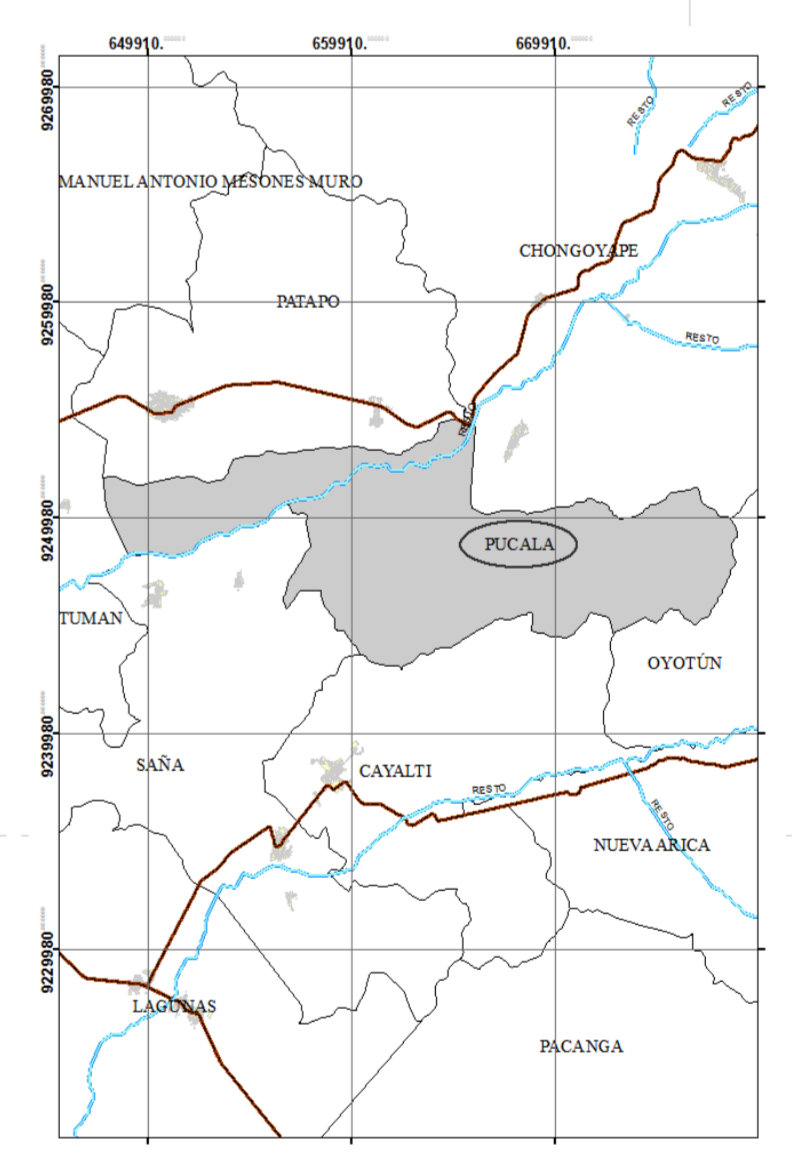 649910.
659910.
669910.
9269980
RESTO
RESTO
MANUEL ANTONIO MESONES MURO
CHONGOYAPE
9259980
PATAPO
RESTO
RESTO
9249980
PUCALA
TUMAN
OYOTÚN
9239980
SAÑA
CAYALTI
RESTO
RESTO
NUEVA ARICA
9229980
LAGUNAS
PACANGA